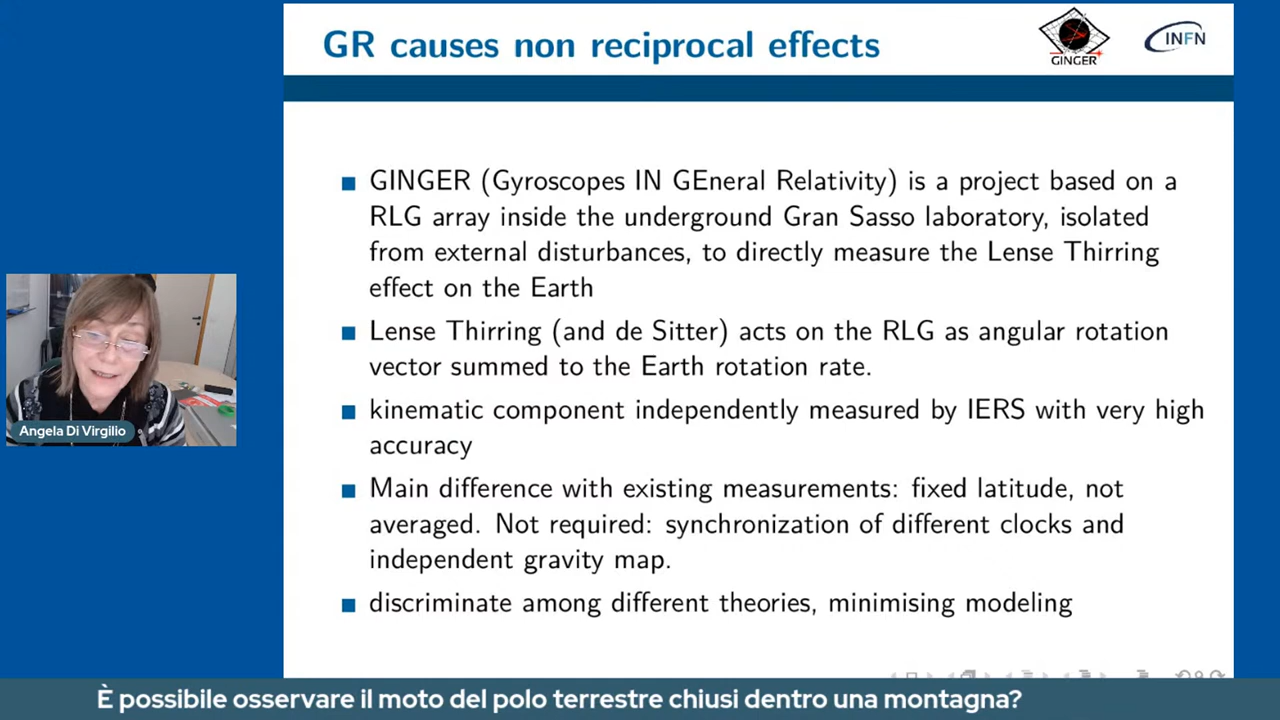 GR causes non reciprocal effects
GINGER
INFN
GINGER (Gyroscopes IN GEneral Relativity) is a project based on a
RLG array inside the underground Gran Sasso laboratory, isolated
from external disturbances, to directly measure the Lense Thirring
effect on the Earth
Lense Thirring (and de Sitter) acts on the RLG as angular rotation
vector summed to the Earth rotation rate.
kinematic component independently measured by IERS with very high
accuracy
Main difference with existing measurements: fixed latitude, not
averaged. Not required: synchronization of different clocks and
independent gravity map.
discriminate among different theories, minimising modeling
Angela Di Virgilio
È possibile osservare il moto del polo terrestre chiusi dentro una montagna?